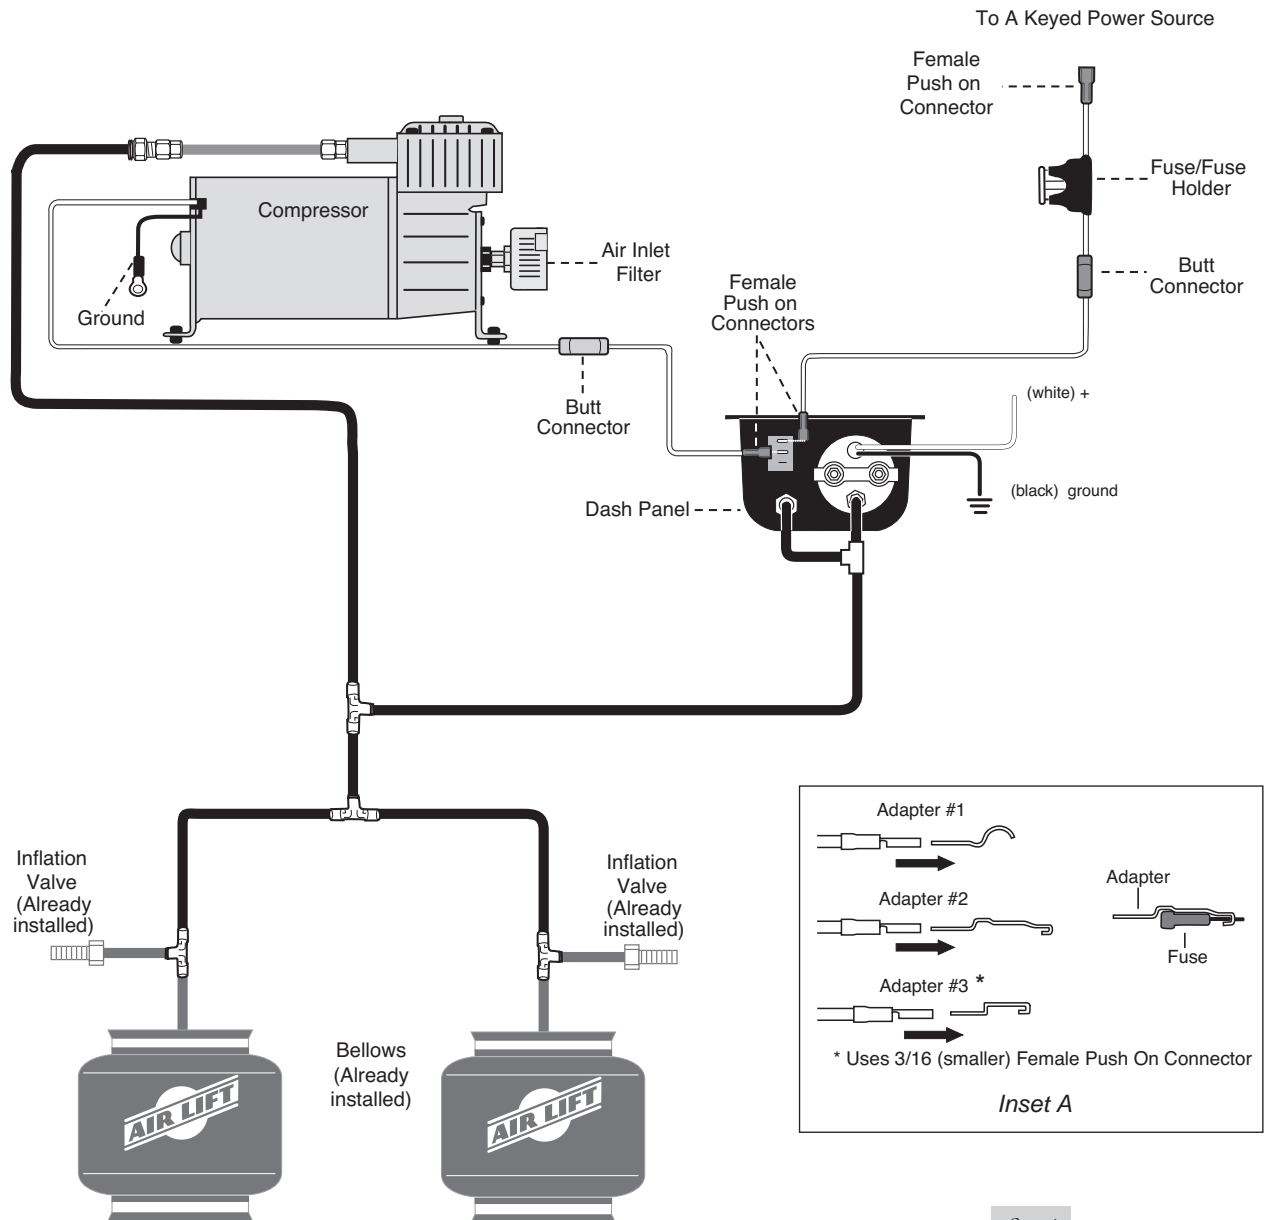 To A Keyed Power Source
Female
Push on
Connector
Fuse/Fuse
Holder
Compressor
Air Inlet
Filter
Butt
Connector
Female
Push on
Connectors
Ground
(white) +
Butt
Connector
(black) ground
Dash Panel
Adapter #1
Inflation
Valve
(Already
installed)
Inflation
Valve
(Already
installed)
Adapter
Adapter #2
Fuse
Adapter #3 *
Bellows
(Already
installed)
* Uses 3/16 (smaller) Female Push On Connector
AIR LIFT
AIR LIFT
Inset A